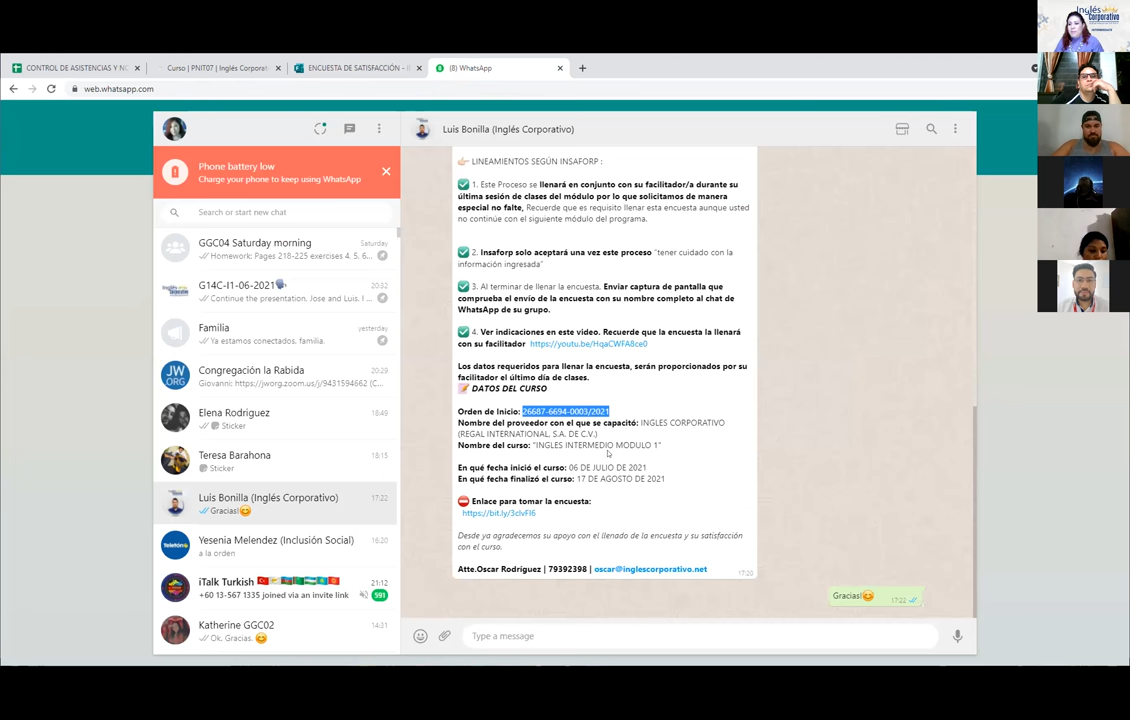 Inglés
Corporativo
INTERMEDIATE
CONTROL DE ASISTENCIAS Y NO
Curso | PNIT07 | Inglés Corporat
ENCUESTA DE SATISFACCIÓN - I
(8) WhatsApp
web.whatsapp.com
Luis Bonilla (Inglés Corporativo)
Phone battery low
Charge your phone to keep using WhatsApp
Search or start new chat
GGC04 Saturday morning
Saturday
Homework: Pages 218-225 exercises 4, 5, 6...
G14C-I1-06-2021
20:32
Continue the presentation. Jose and Luis. I ...
Familia
yesterday
Ya estamos conectados, familia.
Congregación la Rabida
20:29
Giovanni: https://jworg.zoom.us/j/9431594662 (C...
Elena Rodriguez
18:49
Sticker
Teresa Barahona
18:15
Sticker
Luis Bonilla (Inglés Corporativo)
17:22
Gracias!😊
Yesenia Melendez (Inclusión Social)
16:20
a la orden
iTalk Turkish
21:12
+60 13-567 1335 joined via an invite link
591
Katherine GGC02
14:31
Ok. Gracias. 😊
👉🏻 LINEAMIENTOS SEGÚN INSAFORP :
✅ 1. Este Proceso se llenará en conjunto con su facilitador/a durante su
última sesión de clases del módulo por lo que solicitamos de manera
especial no falte, Recuerde que es requisito llenar esta encuesta aunque usted
no continúe con el siguiente módulo del programa.
✅ 2. Insaforp solo aceptará una vez este proceso "tener cuidado con la
información ingresada"
✅ 3. Al terminar de llenar la encuesta. Enviar captura de pantalla que
comprueba el envío de la encuesta con su nombre completo al chat de
WhatsApp de su grupo.
✅ 4. Ver indicaciones en este video. Recuerde que la encuesta la llenará
con su facilitador https://youtu.be/HqaCWFA8ce0
Los datos requeridos para llenar la encuesta, serán proporcionados por su
facilitador el último día de clases.
📝 DATOS DEL CURSO
Orden de Inicio: 26687-6694-0003/2021
Nombre del proveedor con el que se capacitó: INGLES CORPORATIVO
(REGAL INTERNATIONAL, S.A. DE C.V.)
Nombre del curso: "INGLES INTERMEDIO MODULO 1"
En qué fecha inició el curso: 06 DE JULIO DE 2021
En qué fecha finalizó el curso: 17 DE AGOSTO DE 2021
⛔ Enlace para tomar la encuesta:
https://bit.ly/3clvFI6
Desde ya agradecemos su apoyo con el llenado de la encuesta y su satisfacción
con el curso.
Atte.Oscar Rodríguez | 79392398 | oscar@inglescorporativo.net
17:20
Gracias!😊
17:22
Type a message